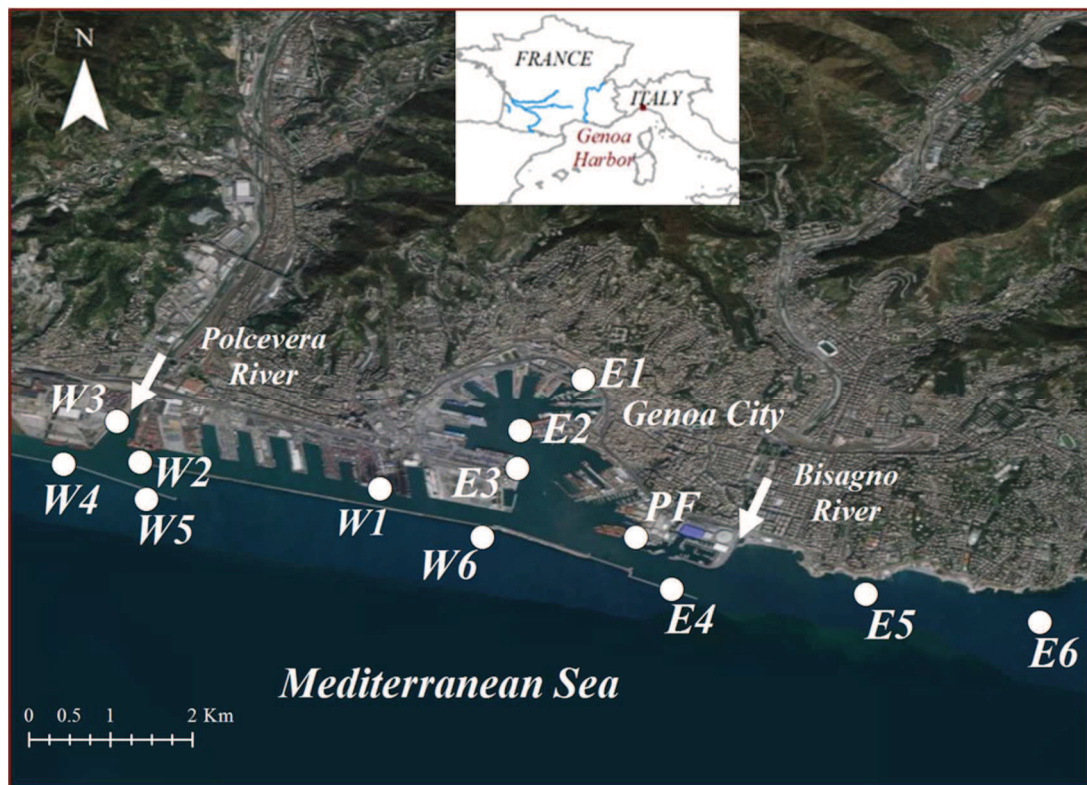 N
FRANCE
ITALY
Genoa
Harbor
Polcevera
River
W3
E1
Genoa City
E2
W2
E3
W4
Bisagno
River
W5
W1
PF
W6
E4
E5
E6
Mediterranean Sea
0 0.5 1 2 Km